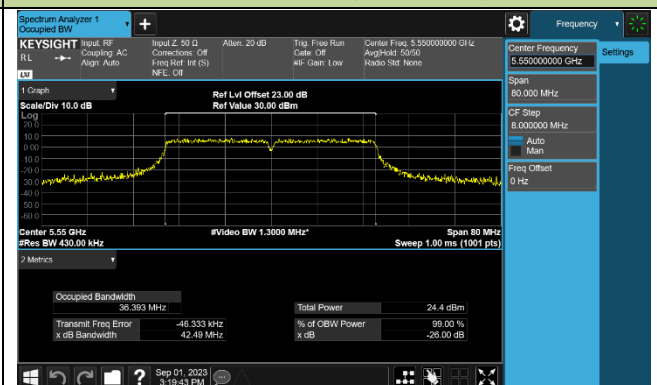 Spectrum Analyzer 1
Occupied BW
+
Frequency
KEYSIGHT
RL
LXI
Input: RF
Coupling: AC
Align: Auto
Input Z: 50 Ω
Corrections: Off
Freq Ref: Int (S)
NFE: Off
Atten: 20 dB
Trig: Free Run
Gate: Off
#IF Gain: Low
Center Freq: 5.550000000 GHz
Avg|Hold: 50/50
Radio Std: None
Center Frequency
5.550000000 GHz
Settings
Span
80.000 MHz
CF Step
8.000000 MHz
Auto
Man
Freq Offset
0 Hz
1 Graph
Scale/Div 10.0 dB
Ref Lvl Offset 23.00 dB
Ref Value 30.00 dBm
Log
20.0
10.0
0.00
-10.0
-20.0
-30.0
-40.0
-50.0
-60.0
Center 5.55 GHz
#Video BW 1.3000 MHz*
Span 80 MHz
#Res BW 430.00 kHz
Sweep 1.00 ms (1001 pts)
2 Metrics
Occupied Bandwidth
36.393 MHz
Total Power 24.4 dBm
Transmit Freq Error -46.333 kHz
% of OBW Power 99.00 %
x dB Bandwidth 42.49 MHz
x dB -26.00 dB
?
Sep 01, 2023
3:19:43 PM